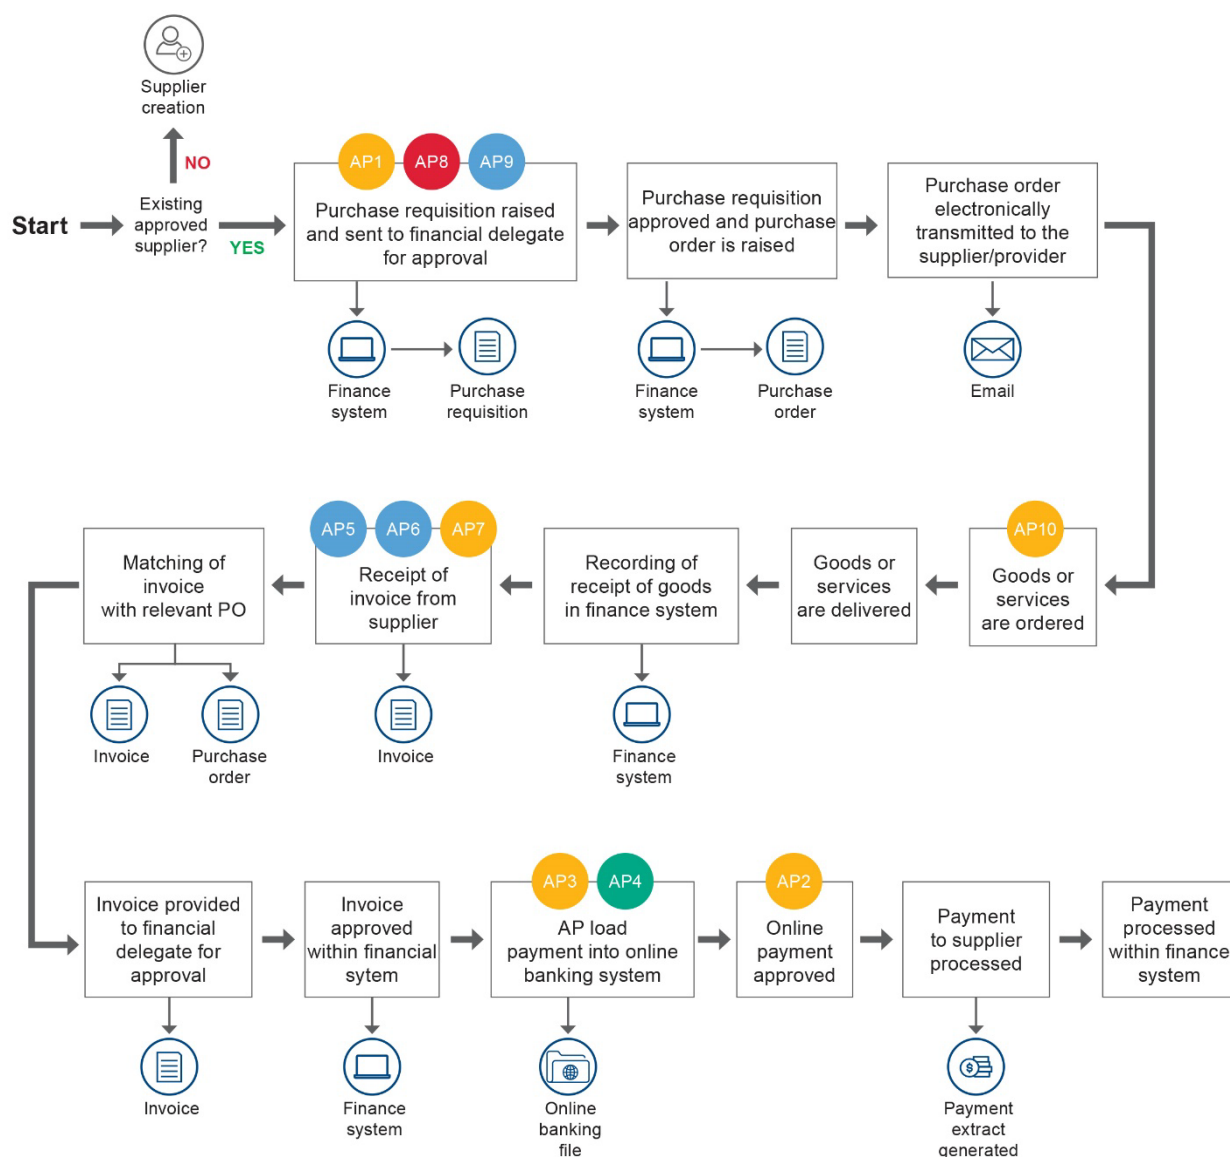 Supplier
creation
NO
Start
Existing
approved
supplier?
YES
AP1
AP8
AP9
Purchase requisition raised
and sent to financial delegate
for approval
Purchase requisition
approved and purchase
order is raised
Purchase order
electronically
transmitted to the
supplier/provider
Finance
system
Purchase
requisition
Finance
system
Purchase
order
Email
Matching of
invoice
with relevant PO
AP5
AP6
AP7
Receipt of
invoice from
supplier
Recording of
receipt of goods
in finance system
Goods or
services
are delivered
AP10
Goods or
services
are ordered
Invoice
Purchase
order
Invoice
Finance
system
Invoice provided
to financial
delegate for
approval
Invoice
approved
within financial
sytem
AP3
AP4
AP load
payment into online
banking system
AP2
Online
payment
approved
Payment
to supplier
processed
Payment
processed
within finance
system
Invoice
Finance
system
Online
banking
file
Payment
extract
generated